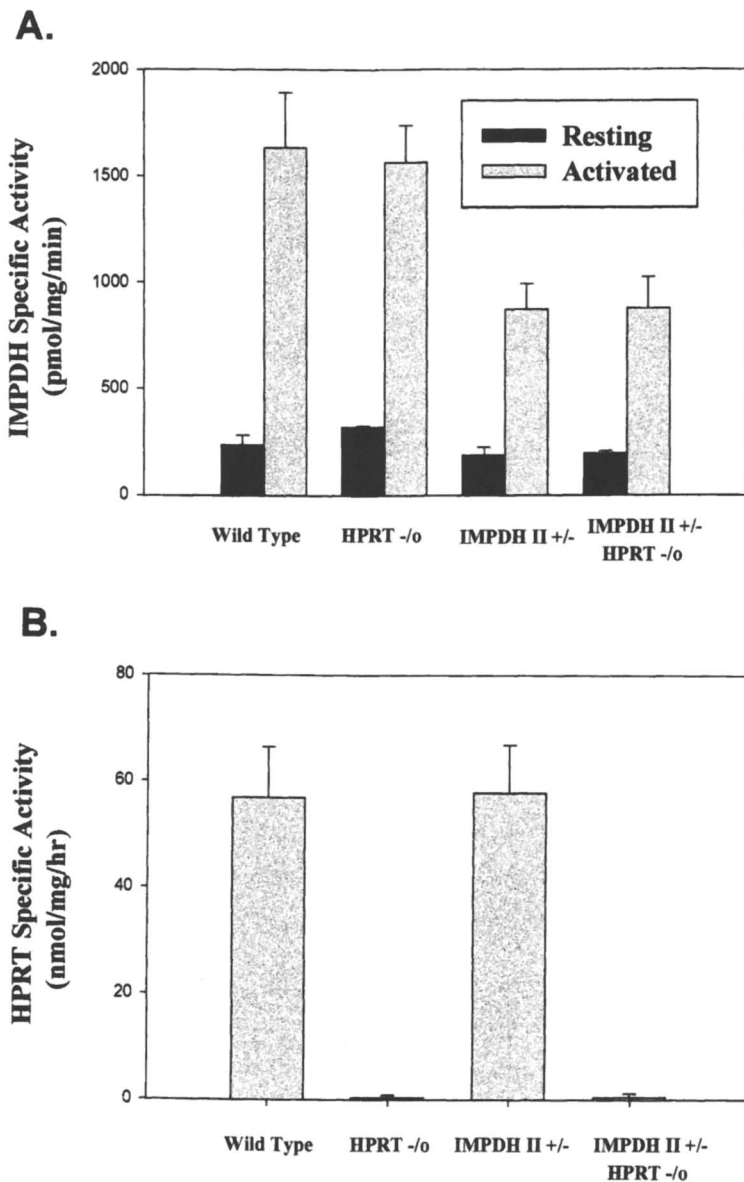 A.
IMPDH Specific Activity
(pmol/mg/min)
2000
1500
1000
500
0
Resting
Activated
Wild Type
HPRT -/o
IMPDH II +/-
IMPDH II +/-
HPRT -/o
B.
HPRT Specific Activity
(nmol/mg/hr)
80
60
40
20
0
Wild Type
HPRT -/o
IMPDH II +/-
IMPDH II +/-
HPRT -/o